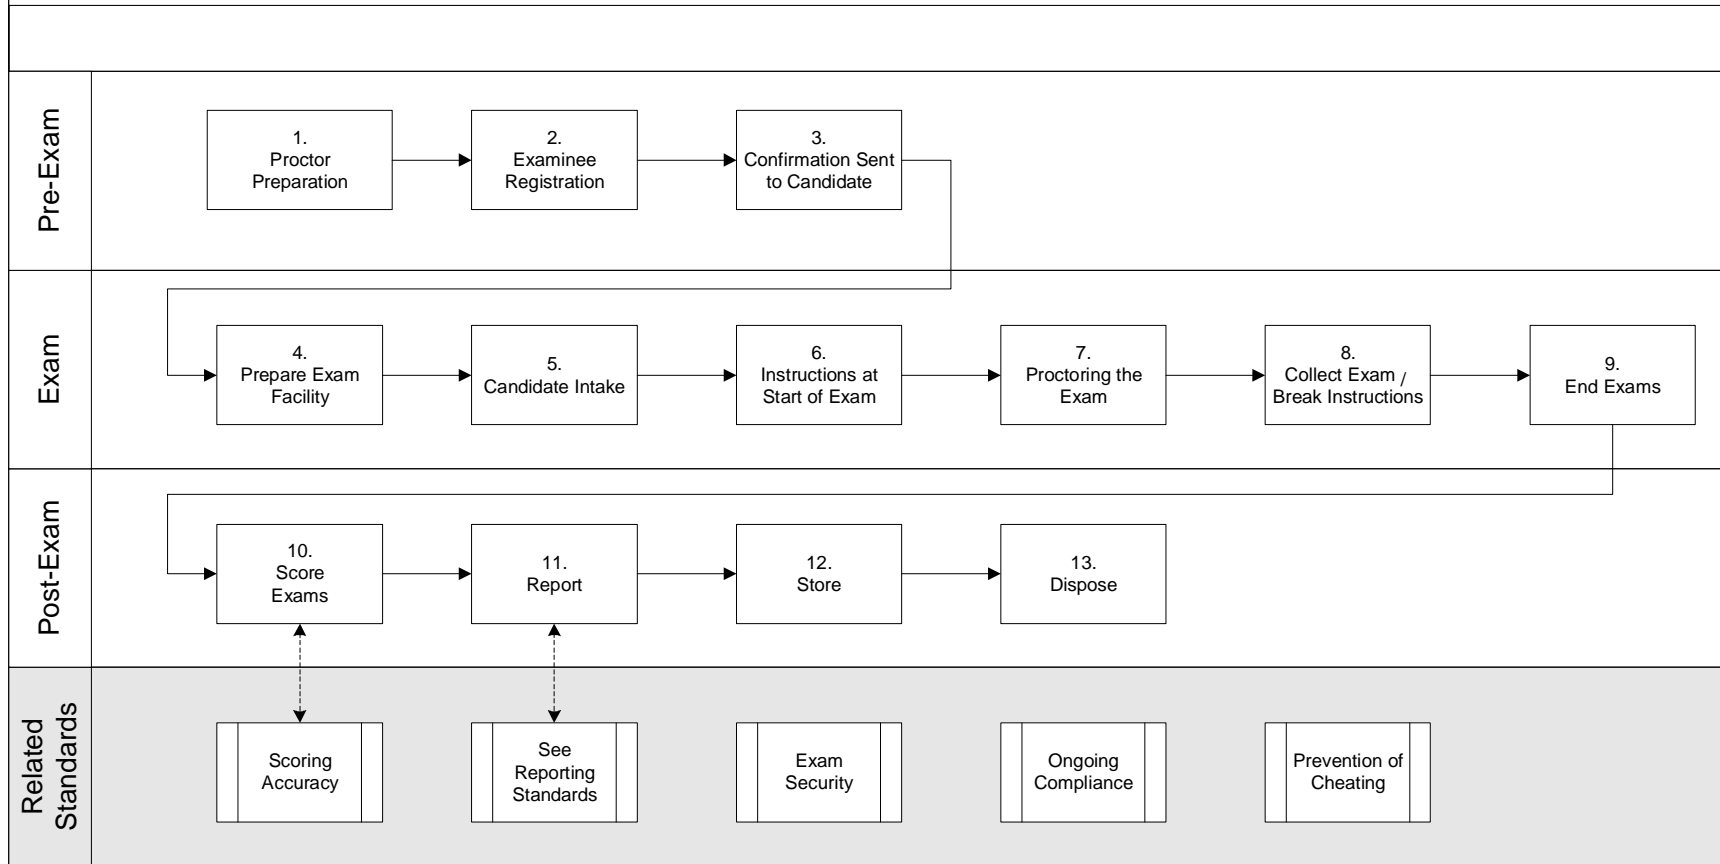 Pre-Exam
1.
Proctor
Preparation
2.
Examinee
Registration
3.
Confirmation Sent
to Candidate
Exam
4.
Prepare Exam
Facility
5.
Candidate Intake
6.
Instructions at
Start of Exam
7.
Proctoring the
Exam
8.
Collect Exam /
Break Instructions
9.
End Exams
Post-Exam
10.
Score
Exams
11.
Report
12.
Store
13.
Dispose
Related
Standards
Scoring
Accuracy
See
Reporting
Standards
Exam
Security
Ongoing
Compliance
Prevention of
Cheating